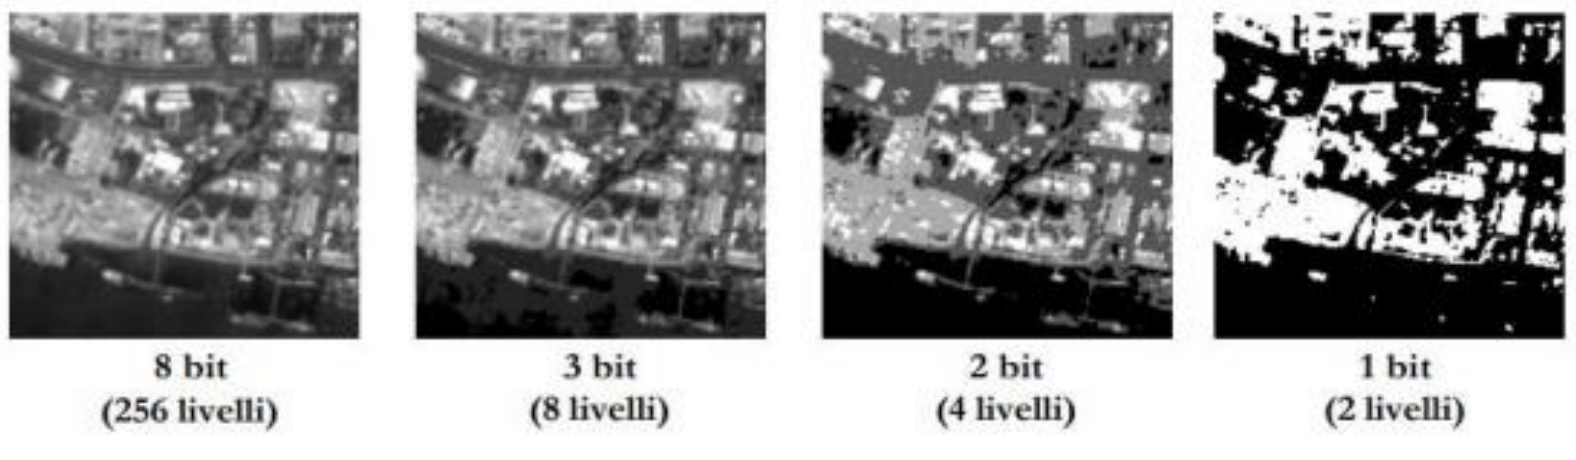 8 bit
(256 livelli)
3 bit
(8 livelli)
2 bit
(4 livelli)
1 bit
(2 livelli)